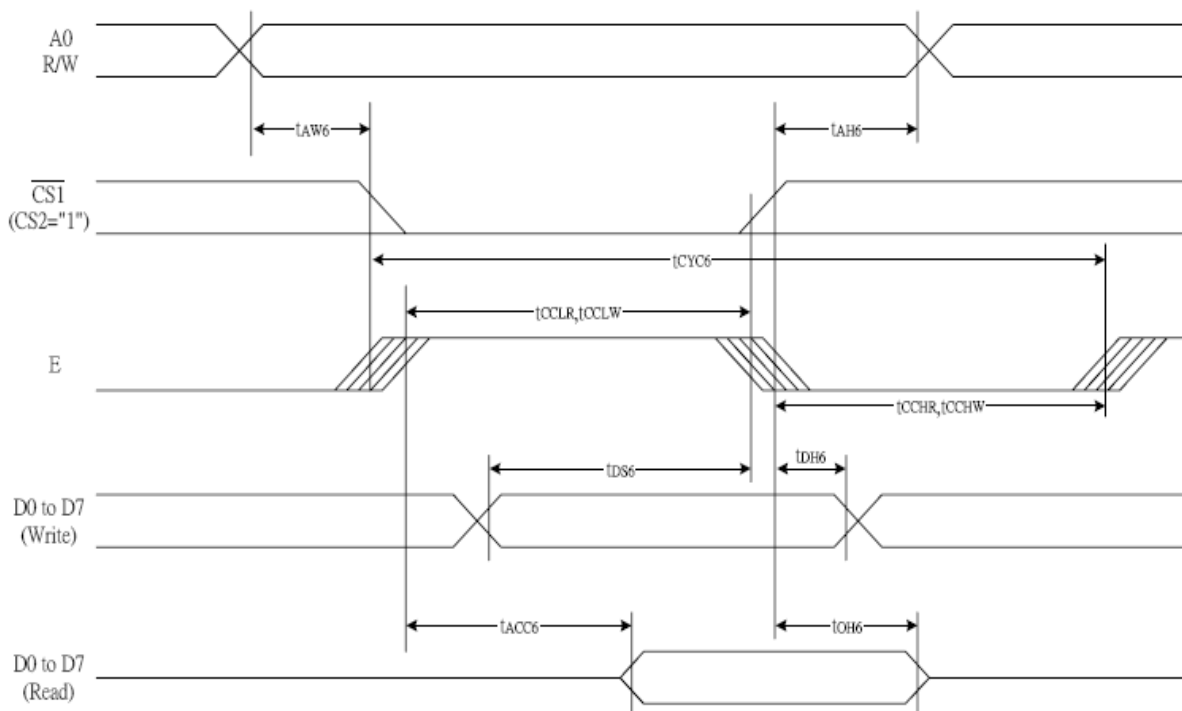 A0
R/W
tAW6
tAH6
CS1
(CS2="1")
tCYC6
tCCLR,tCCLW
E
tCCHR,tCCHW
tDS6
tDH6
D0 to D7
(Write)
tACC6
tOH6
D0 to D7
(Read)